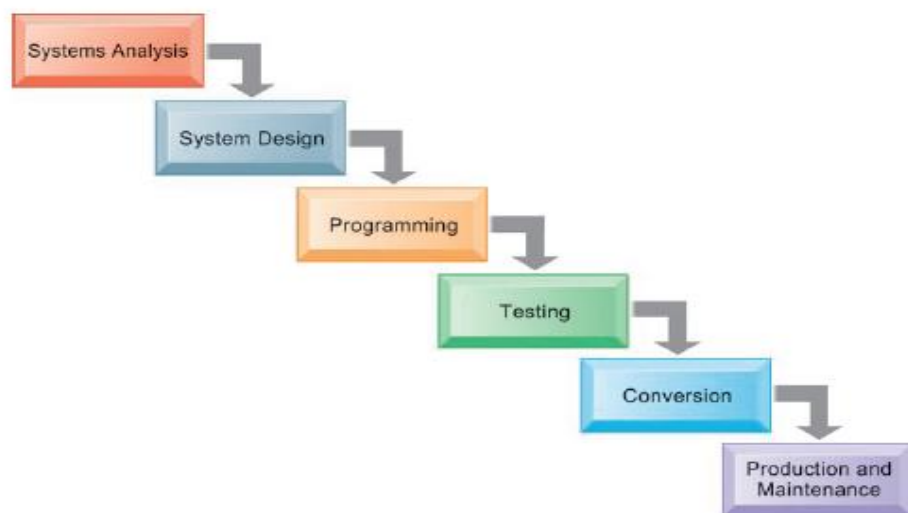 Systems Analysis
System Design
Programming
Testing
Conversion
Production and
Maintenance